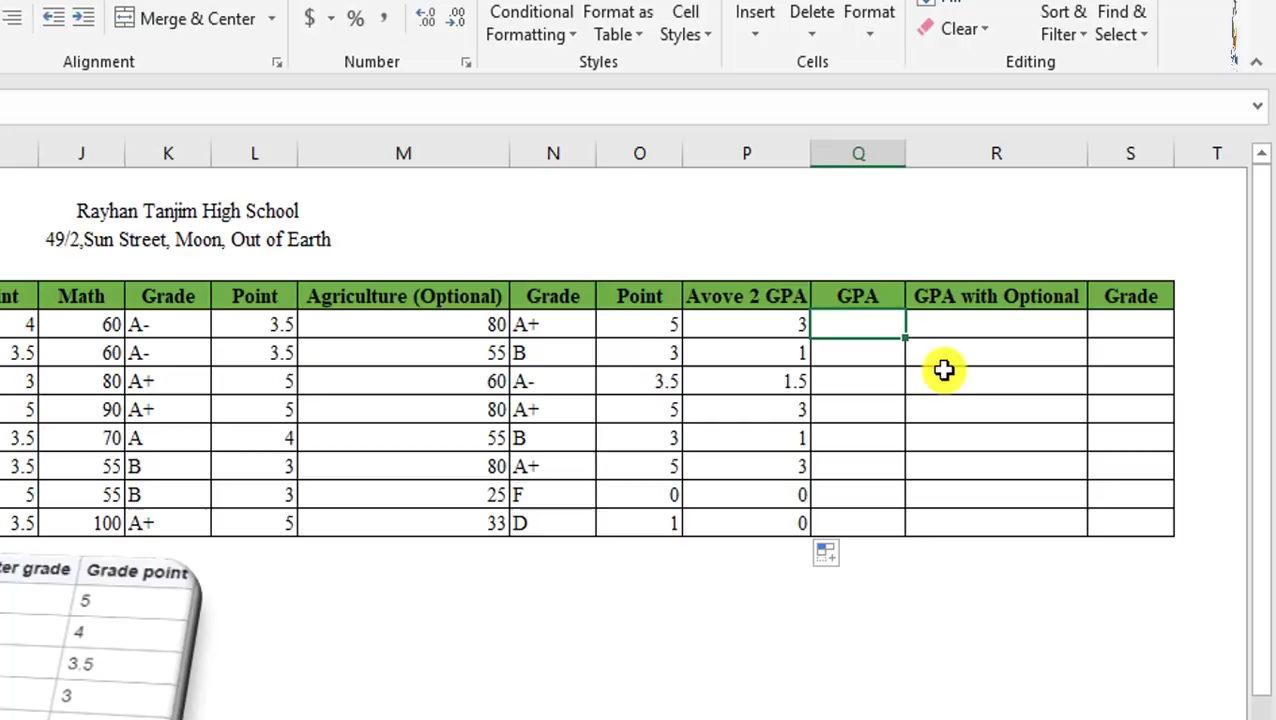 Merge & Center
$ % ,
Conditional Formatting
Format as Table
Cell Styles
Insert
Delete
Format
Clear
Sort & Filter
Find & Select
Alignment
Number
Styles
Cells
Editing
J K L M N O P Q R S T
Rayhan Tanjim High School
49/2,Sun Street, Moon, Out of Earth
Math Grade Point Agriculture (Optional) Grade Point Avove 2 GPA GPA GPA with Optional Grade
4 60 A- 3.5 80 A+ 5 3
3.5 60 A- 3.5 55 B 3 1
3 80 A+ 5 60 A- 3.5 1.5
5 90 A+ 5 80 A+ 5 3
3.5 70 A 4 55 B 3 1
3.5 55 B 3 80 A+ 5 3
5 55 B 3 25 F 0 0
3.5 100 A+ 5 33 D 1 0
grade Grade point
5
4
3.5
3